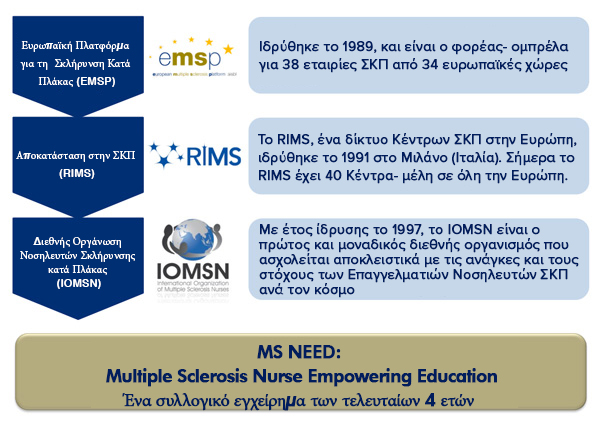 Ευρωπαϊκή Πλατφόρμα
για τη Σκλήρυνση Κατά
Πλάκας (EMSP)
emsp
european multiple sclerosis platform
Ιδρύθηκε το 1989, και είναι ο φορέας- ομπρέλα
για 38 εταιρίες ΣΚΠ από 34 ευρωπαϊκές χώρες
Αποκατάσταση στην ΣΚΠ
(RIMS)
RIMS
Το RIMS, ένα δίκτυο Κέντρων ΣΚΠ στην Ευρώπη,
ιδρύθηκε το 1991 στο Μιλάνο (Ιταλία). Σήμερα το
RIMS έχει 40 Κέντρα- μέλη σε όλη την Ευρώπη.
Διεθνής Οργάνωση
Νοσηλευτών Σκλήρυνσης
κατά Πλάκας
(IOMSN)
IOMSN
International Organization
of Multiple Sclerosis Nurses
Με έτος ίδρυσης το 1997, το IOMSN είναι ο
πρώτος και μοναδικός διεθνής οργανισμός που
ασχολείται αποκλειστικά με τις ανάγκες και τους
στόχους των Επαγγελματιών Νοσηλευτών ΣΚΠ
ανά τον κόσμο
MS NEED:
Multiple Sclerosis Nurse Empowering Education
Ένα συλλογικό εγχείρημα των τελευταίων 4 ετών